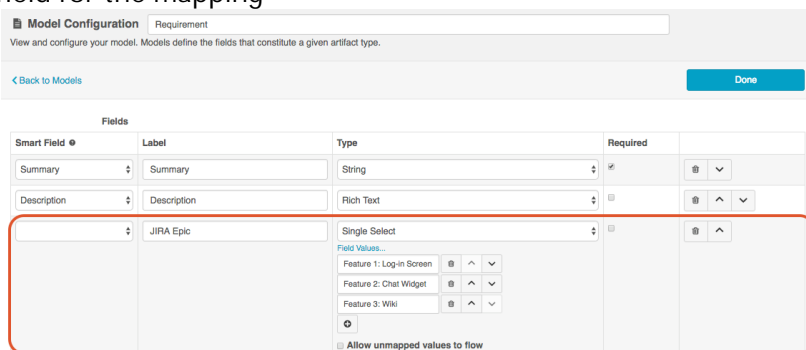 field for the mapping
Model Configuration Requirement
View and configure your model. Models define the fields that constitute a given artifact type.
Back to Models Done
Fields
Smart Field Label Type Required
Summary Summary String
Description Description Rich Text
JIRA Epic Single Select
Field Values...
Feature 1: Log-in Screen
Feature 2: Chat Widget
Feature 3: Wiki
Allow unmapped values to flow